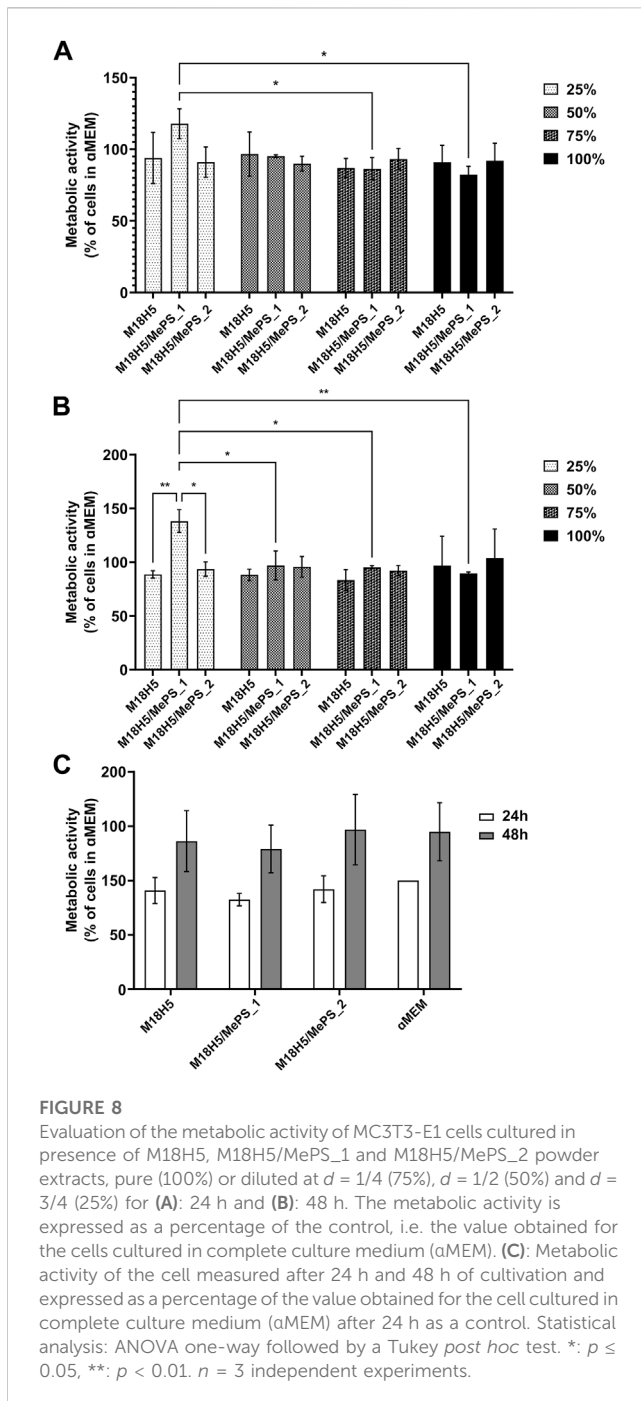 A
*
*
150
100
50
0
Metabolic activity
(% of cells in αMEM)
25%
50%
75%
100%
M18H5
M18H5/MePS_1
M18H5/MePS_2
M18H5
M18H5/MePS_1
M18H5/MePS_2
M18H5
M18H5/MePS_1
M18H5/MePS_2
M18H5
M18H5/MePS_1
M18H5/MePS_2
B
**
*
*
**
*
200
150
100
50
0
Metabolic activity
(% of cells in αMEM)
25%
50%
75%
100%
M18H5
M18H5/MePS_1
M18H5/MePS_2
M18H5
M18H5/MePS_1
M18H5/MePS_2
M18H5
M18H5/MePS_1
M18H5/MePS_2
M18H5
M18H5/MePS_1
M18H5/MePS_2
C
200
100
150
50
0
Metabolic activity
(% of cells in αMEM)
24h
48h
M18H5
M18H5/MePS_1
M18H5/MePS_2
αMEM
FIGURE 8
Evaluation of the metabolic activity of MC3T3-E1 cells cultured in
presence of M18H5, M18H5/MePS_1 and M18H5/MePS_2 powder
extracts, pure (100%) or diluted at d = 1/4 (75%), d = 1/2 (50%) and d =
3/4 (25%) for (A): 24 h and (B): 48 h. The metabolic activity is
expressed as a percentage of the control, i.e. the value obtained for
the cells cultured in complete culture medium (αMEM). (C): Metabolic
activity of the cell measured after 24 h and 48 h of cultivation and
expressed as a percentage of the value obtained for the cell cultured in
complete culture medium (αMEM) after 24 h as a control. Statistical
analysis: ANOVA one-way followed by a Tukey post hoc test. *: p ≤
0.05, **: p < 0.01. n = 3 independent experiments.